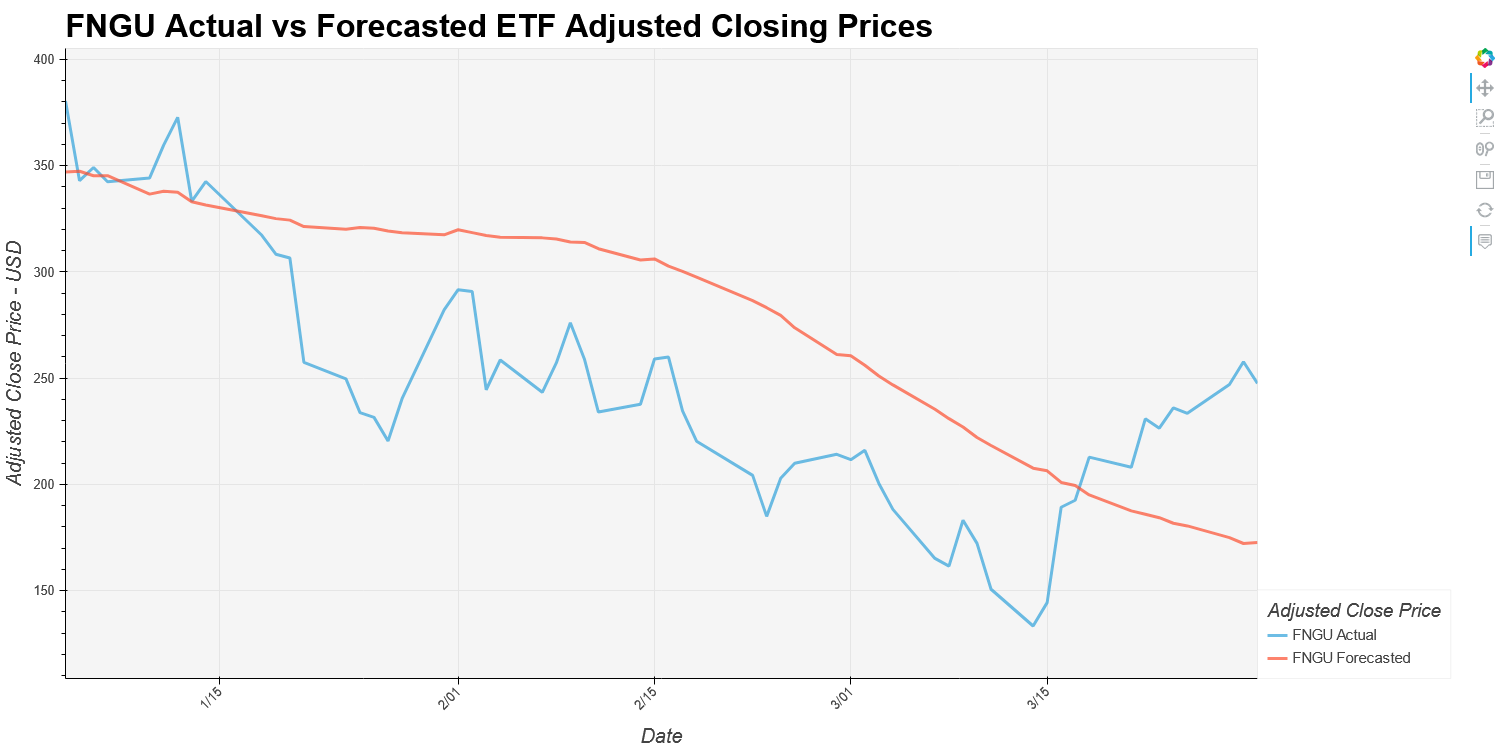 FNGU Actual vs Forecasted ETF Adjusted Closing Prices
Adjusted Close Price - USD
400
350
300
250
200
150
1/15
2/01
2/15
3/01
3/15
Date
Adjusted Close Price
FNGU Actual
FNGU Forecasted